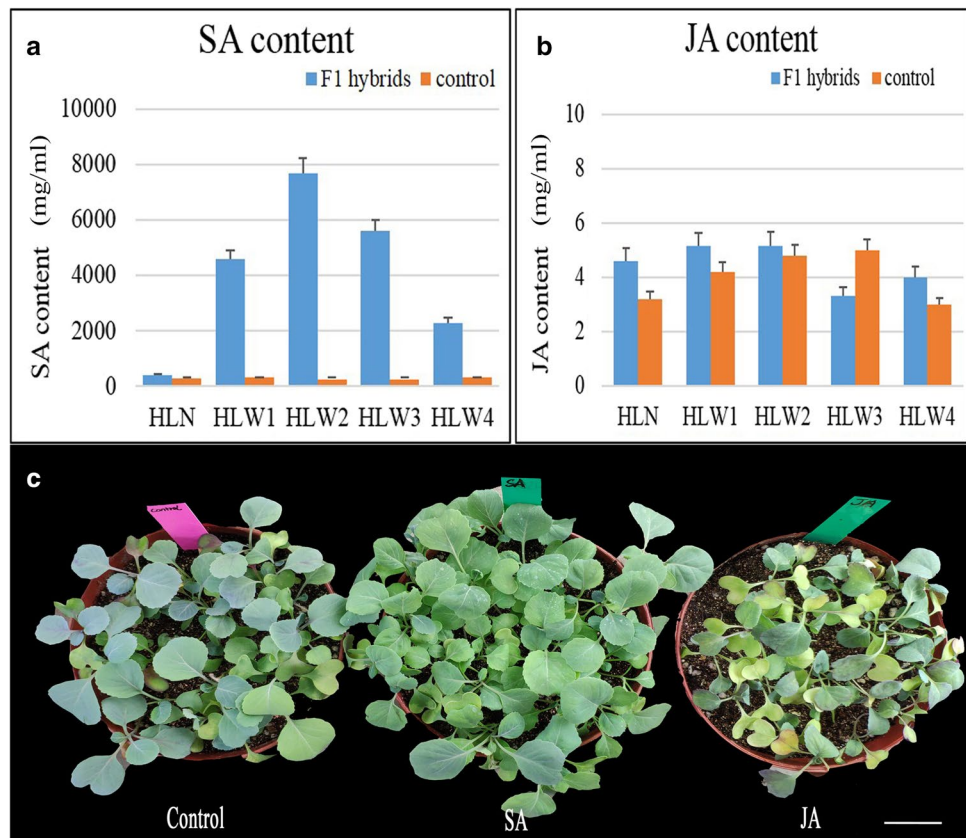 a
SA content
F1 hybrids control
10000
8000
6000
4000
2000
0
SA content (mg/ml)
HLN HLW1 HLW2 HLW3 HLW4
b
JA content
F1 hybrids control
10
8
6
4
2
0
JA content (mg/ml)
HLN HLW1 HLW2 HLW3 HLW4
c
Control
SA
JA
Control
SA
JA